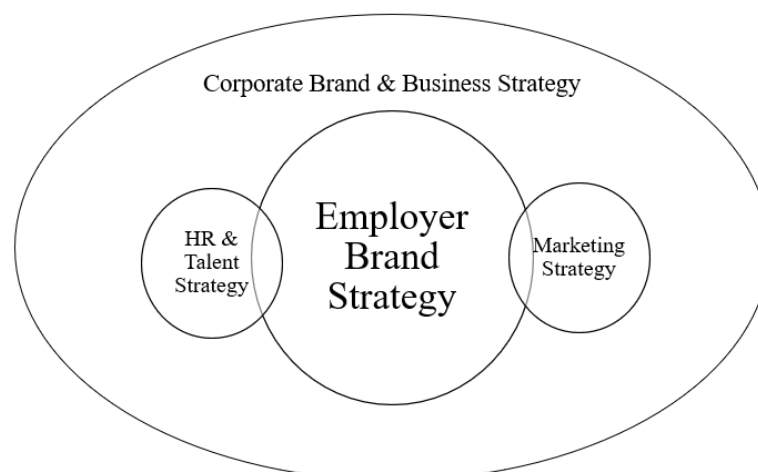 Corporate Brand & Business Strategy
Employer
Brand
Strategy
HR &
Talent
Strategy
Marketing
Strategy